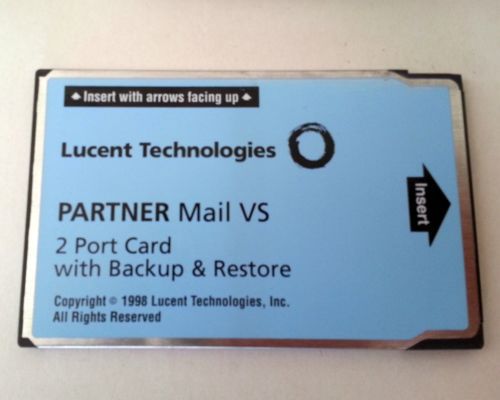 Insert with arrows facing up
Lucent Technologies
Insert
PARTNER Mail VS
2 Port Card
with Backup & Restore
Copyright © 1998 Lucent Technologies, Inc.
All Rights Reserved